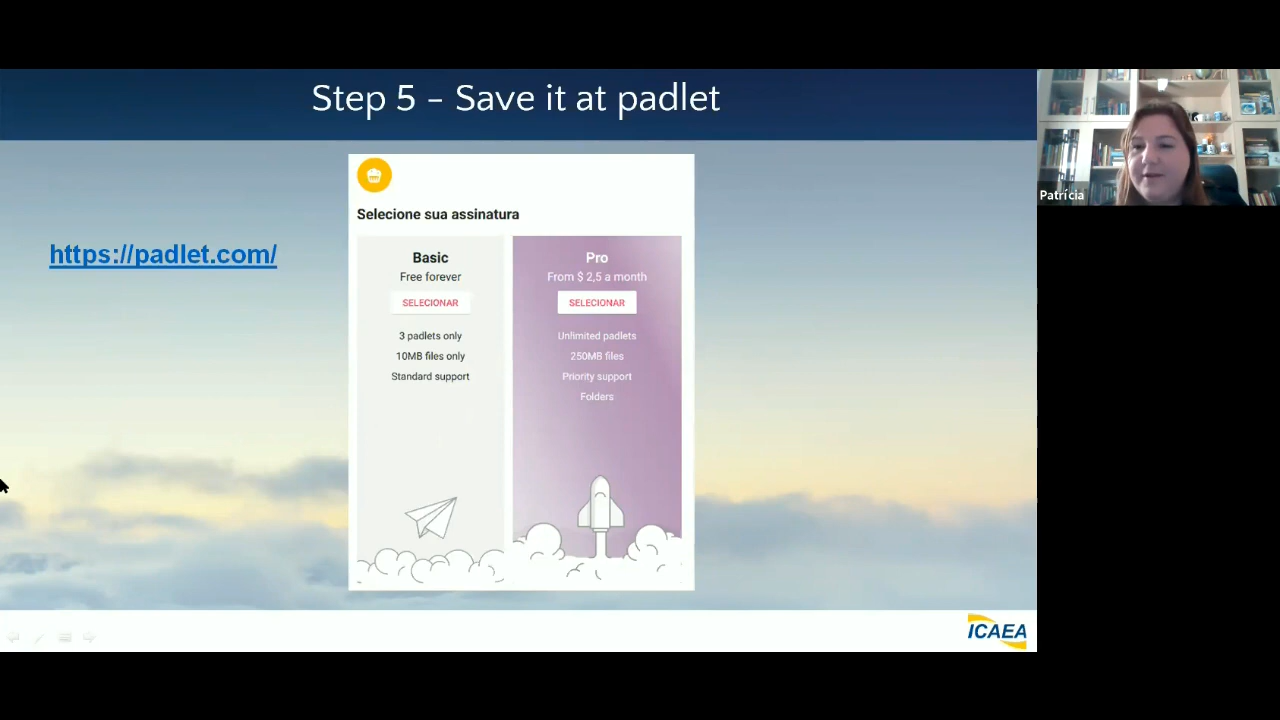 Step 5 - Save it at padlet
Patrícia
Selecione sua assinatura
https://padlet.com/
Basic
Free forever
SELECIONAR
3 padlets only
10MB files only
Standard support
Pro
From $ 2,5 a month
SELECIONAR
Unlimited padlets
250MB files
Priority support
Folders
ICAEA